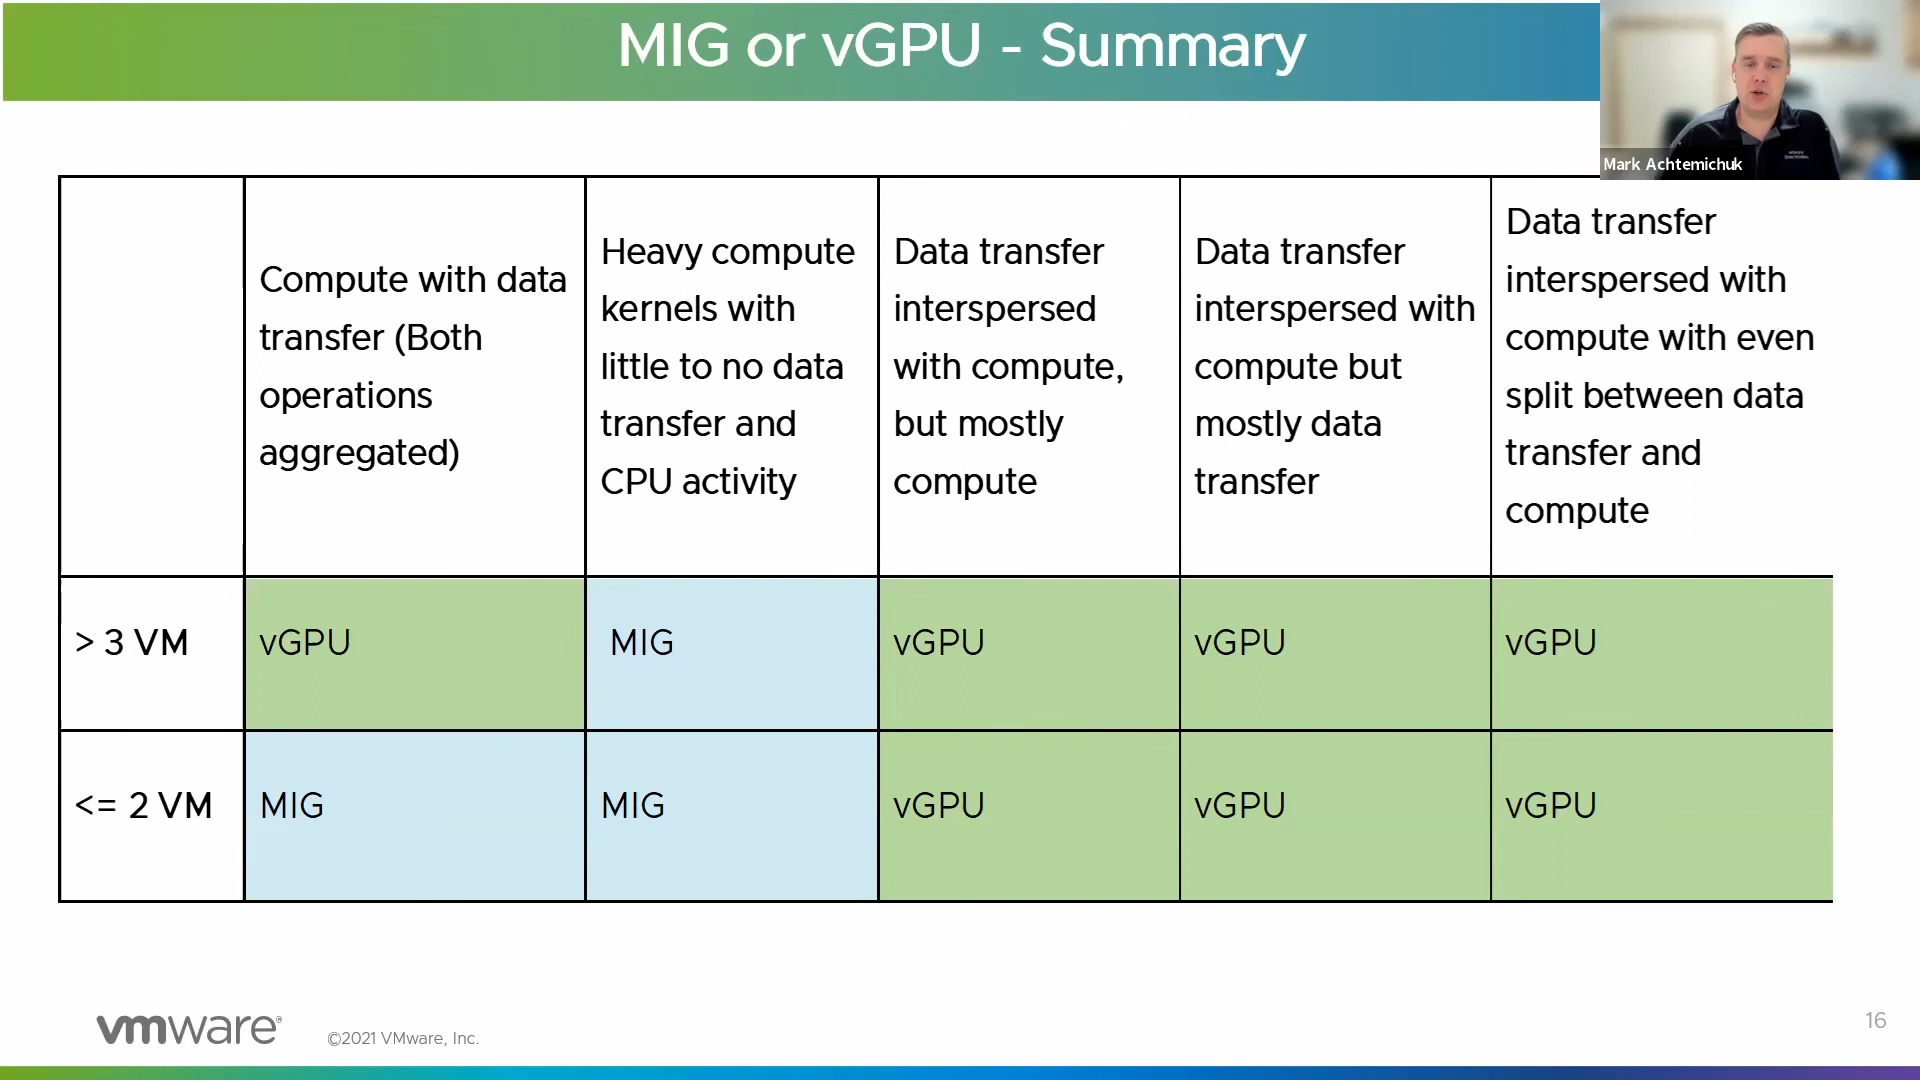 MIG or vGPU - Summary
Mark Achtemichuk
Compute with data
transfer (Both
operations
aggregated)
Heavy compute
kernels with
little to no data
transfer and
CPU activity
Data transfer
interspersed
with compute,
but mostly
compute
Data transfer
interspersed with
compute but
mostly data
transfer
Data transfer
interspersed with
compute with even
split between data
transfer and
compute
> 3 VM
vGPU
MIG
vGPU
vGPU
vGPU
<= 2 VM
MIG
MIG
vGPU
vGPU
vGPU
vmware®
©2021 VMware, Inc.
16